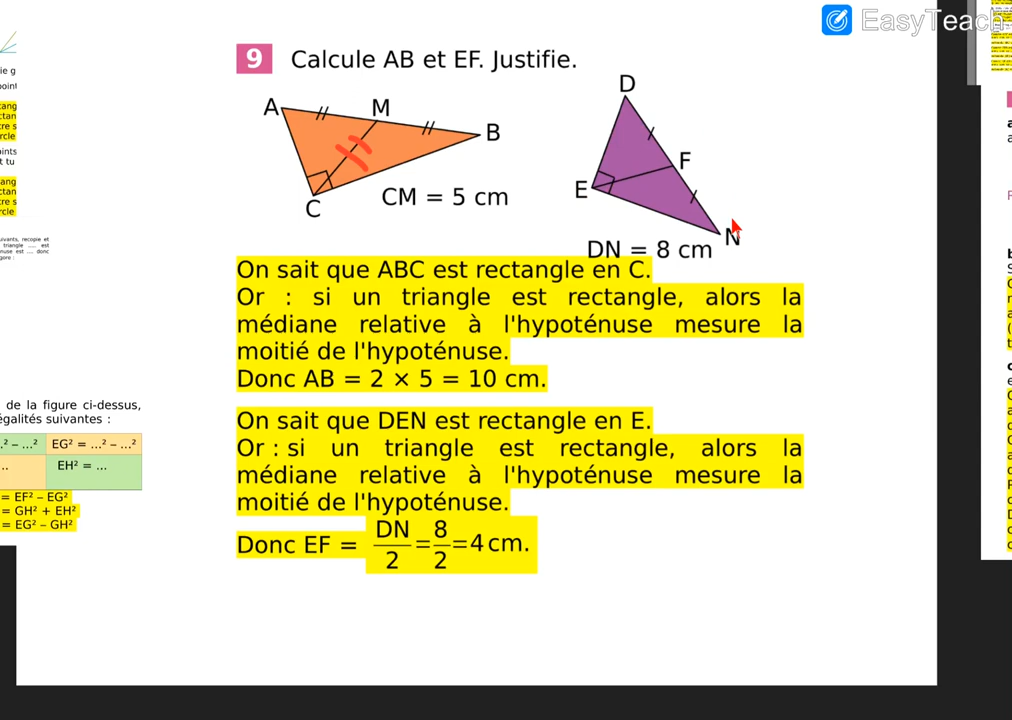 EasyTeach
9 Calcule AB et EF. Justifie.
A
M
B
C
CM = 5 cm
D
F
E
N
DN = 8 cm
On sait que ABC est rectangle en C.
Or : si un triangle est rectangle, alors la
médiane relative à l'hypoténuse mesure la
moitié de l'hypoténuse.
Donc AB = 2 × 5 = 10 cm.
On sait que DEN est rectangle en E.
Or : si un triangle est rectangle, alors la
médiane relative à l'hypoténuse mesure la
moitié de l'hypoténuse.
Donc EF = DN/2 = 8/2 = 4 cm.
de la figure ci-dessus,
égalités suivantes :
² – ...² EG² = ...² – ...²
... EH² = ...
= EF² – EG²
= GH² + EH²
= EG² – GH²